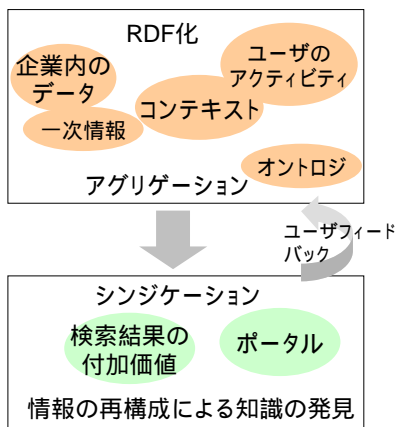 RDF化
企業内の
データ
ユーザの
アクティビティ
コンテキスト
一次情報
オントロジ
アグリゲーション
ユーザフィード
バック
シンジケーション
検索結果の
付加価値
ポータル
情報の再構成による知識の発見